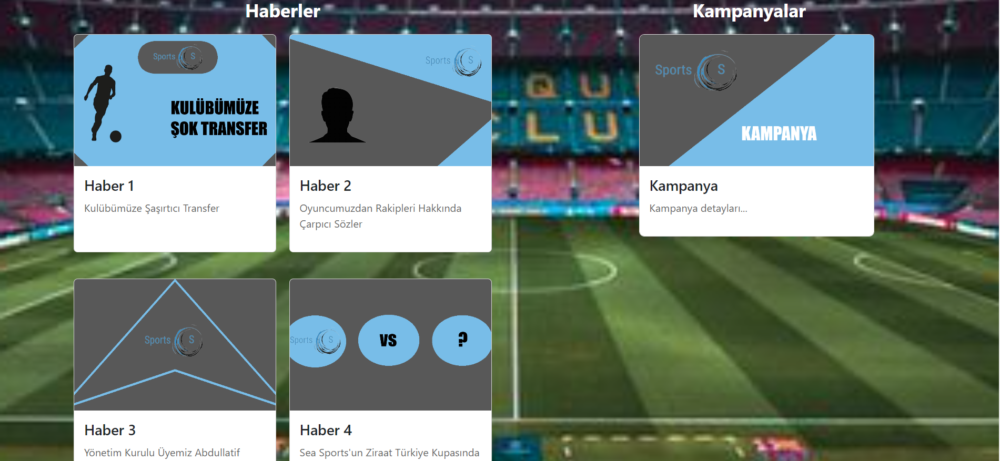 Haberler
Kampanyalar
Sports S
KULÜBÜMÜZE
ŞOK TRANSFER
Haber 1
Kulübümüze Şaşırtıcı Transfer
Sports S
Haber 2
Oyuncumuzdan Rakipleri Hakkında
Çarpıcı Sözler
Q U
C L U
Sports S
KAMPANYA
Kampanya
Kampanya detayları...
Sports S
Haber 3
Yönetim Kurulu Üyemiz Abdullatif
Sports S
VS
?
Haber 4
Sea Sports'un Ziraat Türkiye Kupasında